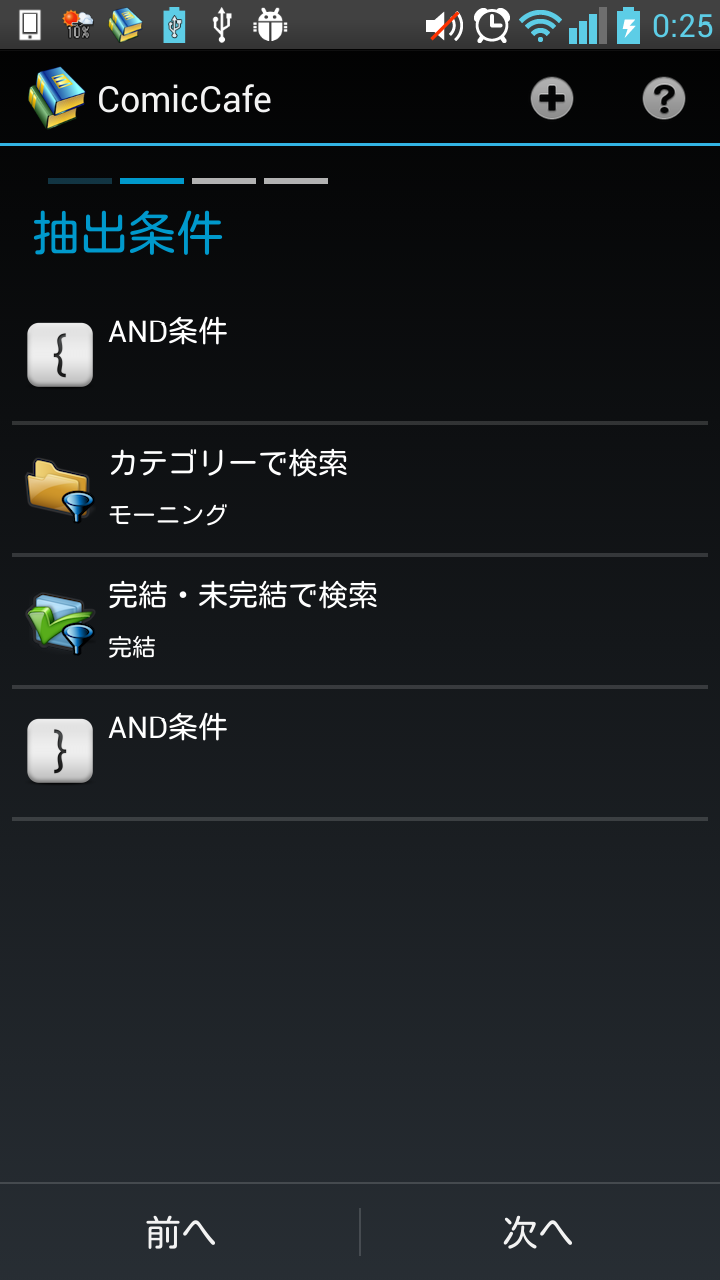 10%
0:25
ComicCafe
抽出条件
{
AND条件
カテゴリーで検索
モーニング
完結・未完結で検索
完結
}
AND条件
前へ
次へ